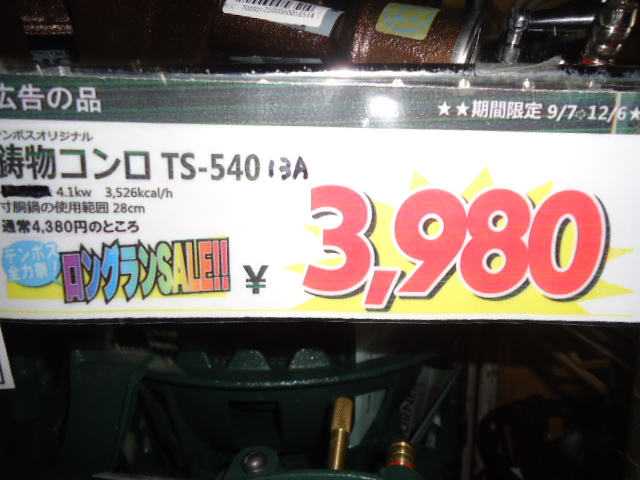 広告の品
★★期間限定 9/7⇨12/6★
テンポスオリジナル
鋳物コンロ TS-540 13A
4.1kw 3,526kcal/h
寸胴鍋の使用範囲 28cm
通常4,380円のところ
テンポス
全力祭!
ロングランSALE!!!
¥ 3,980